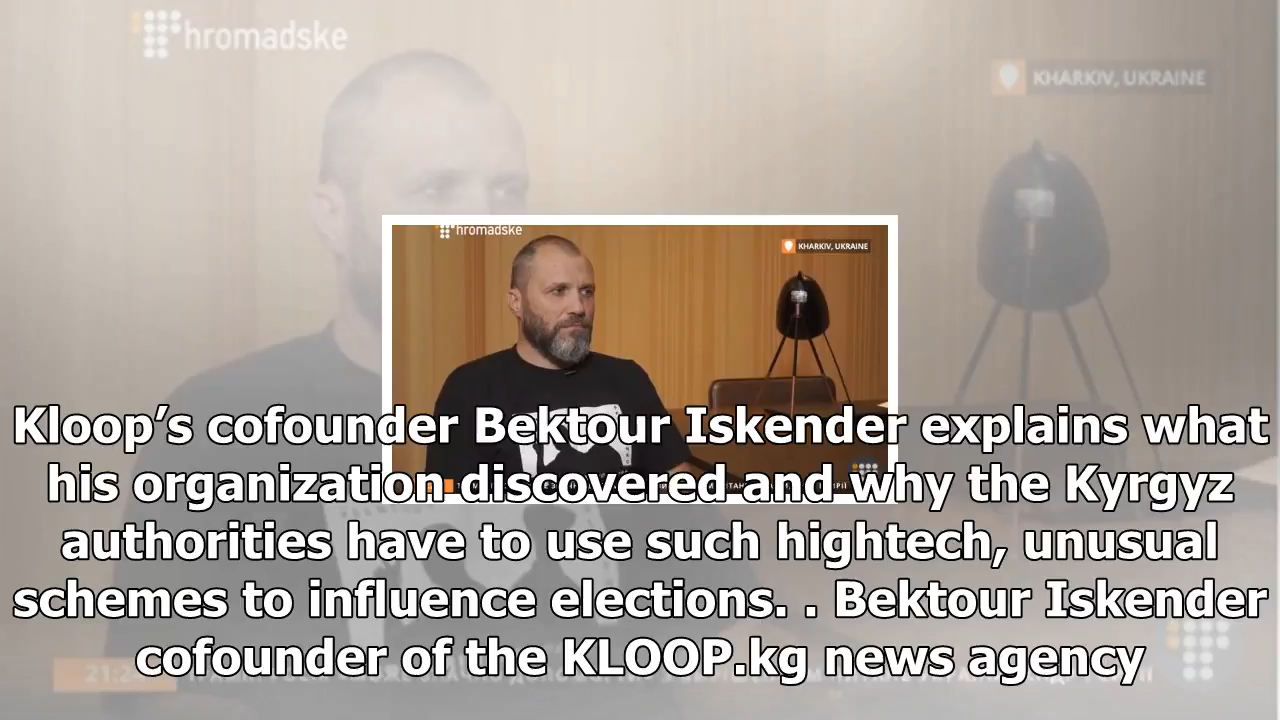 hromadske
KHARKIV, UKRAINE
hromadske
KHARKIV, UKRAINE
Kloop’s cofounder Bektour Iskender explains what
his organization discovered and why the Kyrgyz
authorities have to use such hightech, unusual
schemes to influence elections. . Bektour Iskender
cofounder of the KLOOP.kg news agency